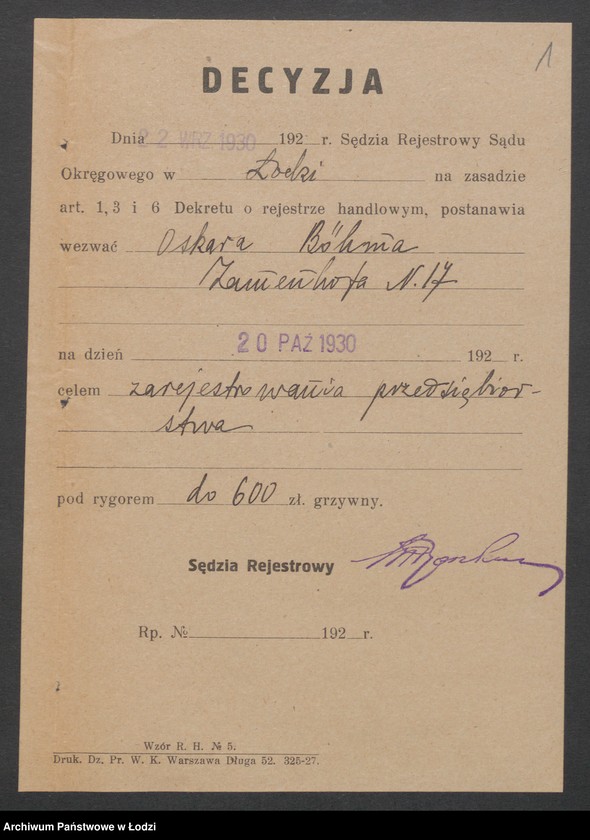 1
DECYZJA
Dnia 22 WRZ. 1930 192 r. Sędzia Rejestrowy Sądu
Okręgowego w Łodzi na zasadzie
art. 1, 3 i 6 Dekretu o rejestrze handlowym, postanawia
wezwać Oskara Böhma
Zamenhofa N. 17
na dzień 20 PAŹ 1930 192 r.
celem zarejestrowania przedsiębior-
stwa
pod rygorem do 600 zł. grzywny.
Sędzia Rejestrowy
Rp. № 192 r.
Wzór R. H. № 5.
Druk. Dz. Pr. W. K. Warszawa Długa 52. 325-27.
Archiwum Państwowe w Łodzi